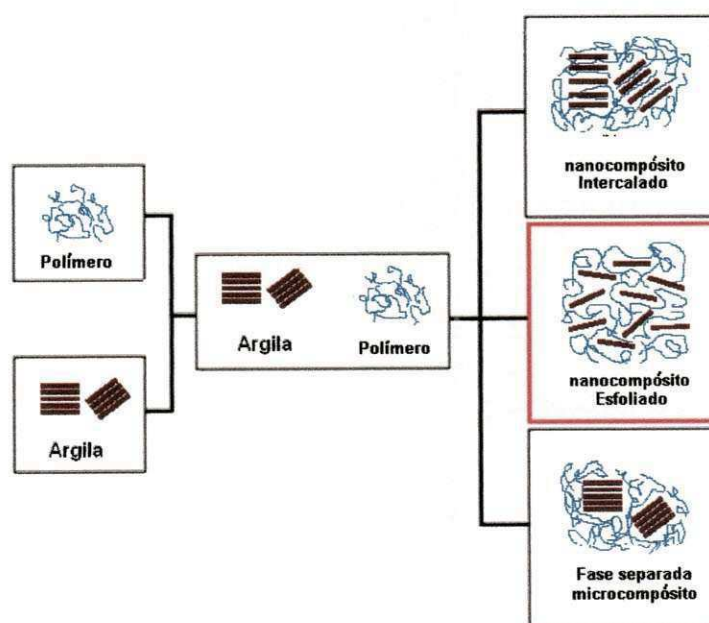 Polímero
Argila
Argila
Polímero
nanocompósito
Intercalado
nanocompósito
Esfoliado
Fase separada
microcompósito